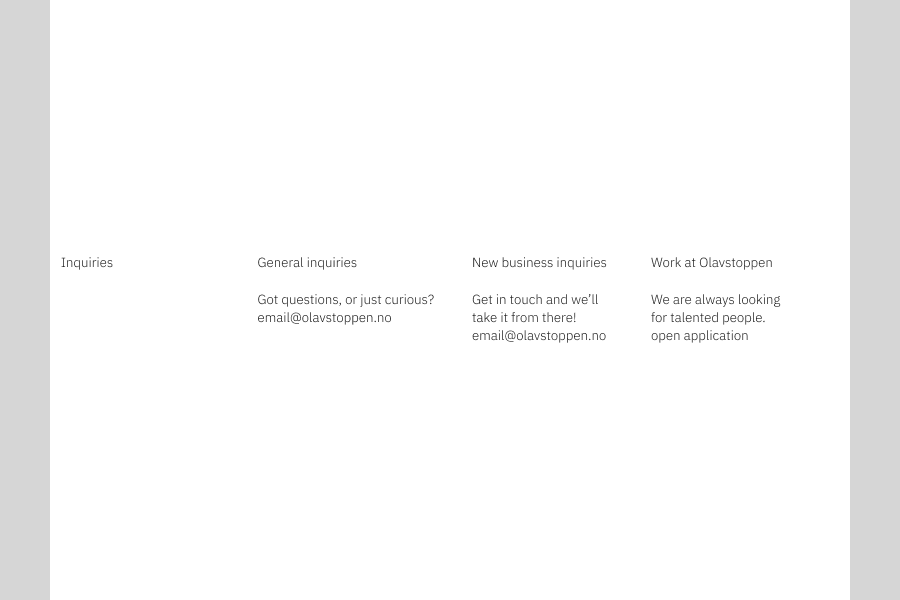 Inquiries
General inquiries
Got questions, or just curious?
email@olavstoppen.no
New business inquiries
Get in touch and we’ll
take it from there!
email@olavstoppen.no
Work at Olavstoppen
We are always looking
for talented people.
open application